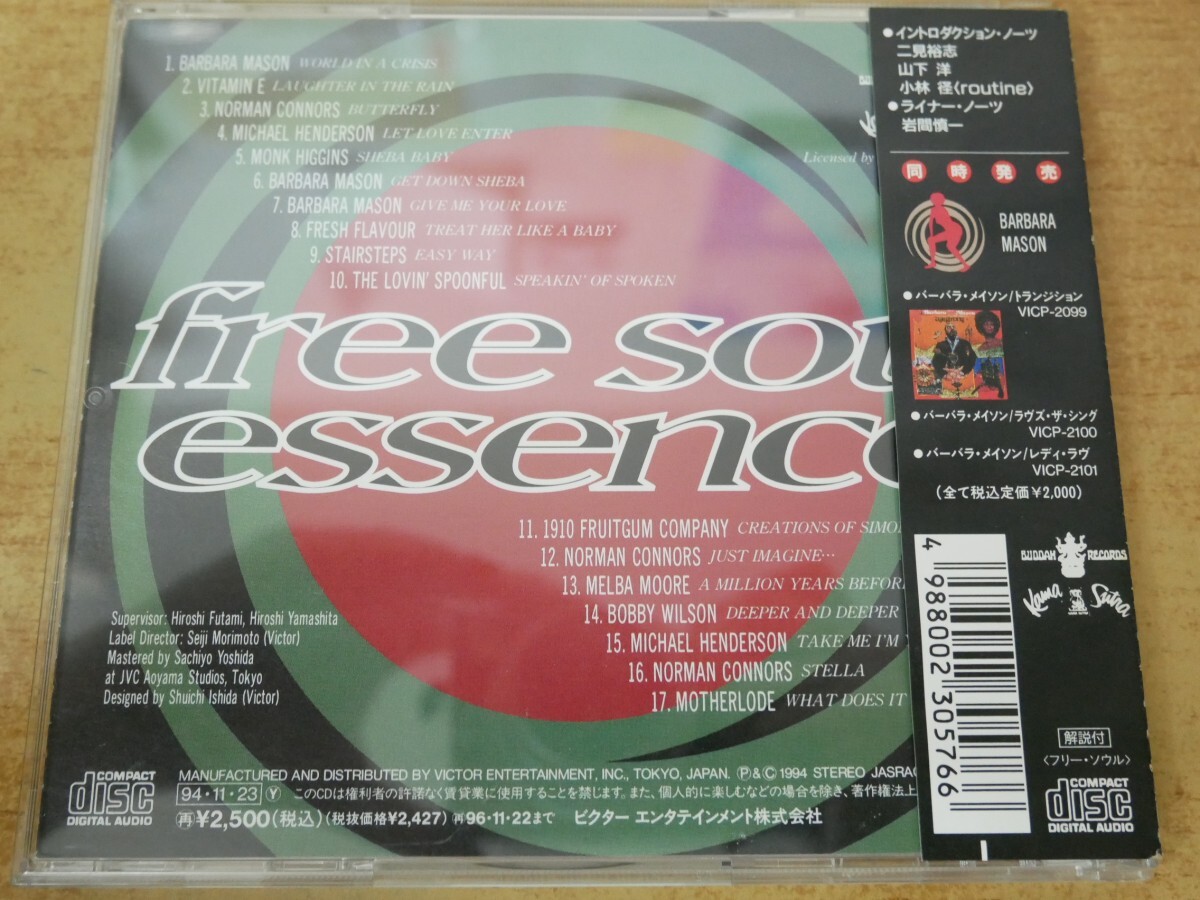 1. BARBARA MASON WORLD IN A CRISIS
2. VITAMIN E LAUGHTER IN THE RAIN
3. NORMAN CONNORS BUTTERFLY
4. MICHAEL HENDERSON LET LOVE ENTER
5. MONK HIGGINS SHEBA BABY
6. BARBARA MASON GET DOWN SHEBA
7. BARBARA MASON GIVE ME YOUR LOVE
8. FRESH FLAVOUR TREAT HER LIKE A BABY
9. STAIRSTEPS EASY WAY
10. THE LOVIN' SPOONFUL SPEAKIN' OF SPOKEN
Licensed by
free sou
essence
11. 1910 FRUITGUM COMPANY CREATIONS OF SIMO
12. NORMAN CONNORS JUST IMAGINE…
13. MELBA MOORE A MILLION YEARS BEFOR
14. BOBBY WILSON DEEPER AND DEEPER
15. MICHAEL HENDERSON TAKE ME I'M
16. NORMAN CONNORS STELLA
17. MOTHERLODE WHAT DOES IT
Supervisor: Hiroshi Futami, Hiroshi Yamashita
Label Director: Seiji Morimoto (Victor)
Mastered by Sachiyo Yoshida
at JVC Aoyama Studios, Tokyo
Designed by Shuichi Ishida (Victor)
COMPACT
disc
DIGITAL AUDIO
MANUFACTURED AND DISTRIBUTED BY VICTOR ENTERTAINMENT, INC., TOKYO, JAPAN. Ⓟ&© 1994 STEREO JASRAC
94・11・23 Ⓨ このCDは権利者の許諾なく賃貸業に使用することを禁じます。また、個人的に楽しむなどの場合を除き、著作権法上
再¥2,500(税込)(税抜価格¥2,427)再96・11・22まで ビクター エンタテインメント株式会社
●イントロダクション・ノーツ
二見裕志
山下 洋
小林 径〈routine〉
●ライナー・ノーツ
岩間慎一
同時発売
BARBARA
MASON
●バーバラ・メイソン/トランジション
VICP-2099
●バーバラ・メイソン/ラヴズ・ザ・シング
VICP-2100
●バーバラ・メイソン/レディ・ラヴ
VICP-2101
(全て税込定価¥2,000)
4 988002 305766
BUDDAH RECORDS
Kama Sutra
解説付
〈フリー・ソウル〉
COMPACT
disc
DIGITAL AUDIO